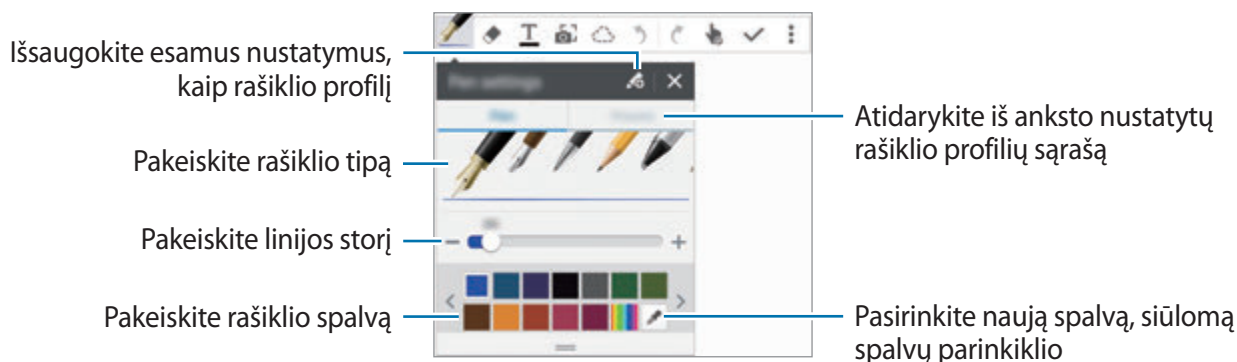 Išsaugokite esamus nustatymus,
kaip rašiklio profilį
Pakeiskite rašiklio tipą
Pakeiskite linijos storį
Pakeiskite rašiklio spalvą
Atidarykite iš anksto nustatytų
rašiklio profilių sąrašą
Pasirinkite naują spalvą, siūlomą
spalvų parinkiklio